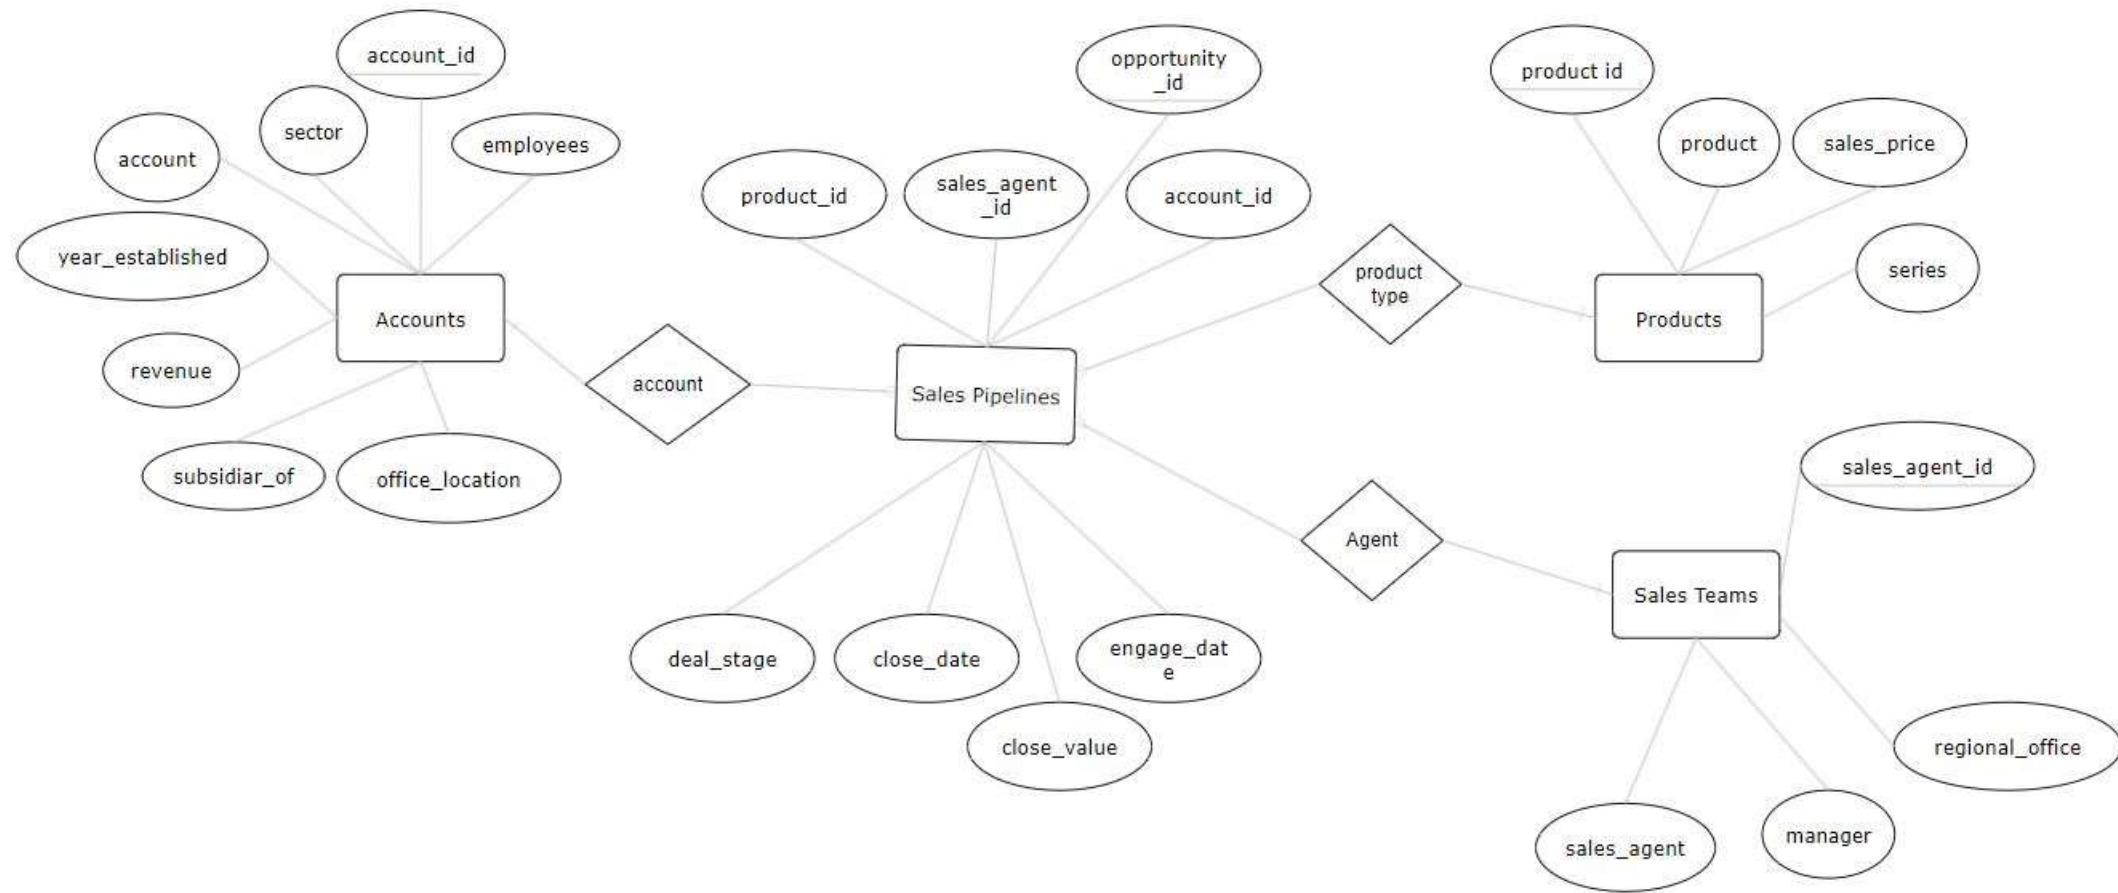 account_id
opportunity
_id
product id
sector
employees
account
product
sales_price
product_id
sales_agent
_id
account_id
year_established
product
type
series
Accounts
Products
revenue
account
Sales Pipelines
subsidiar_of
office_location
sales_agent_id
Agent
Sales Teams
deal_stage
close_date
engage_dat
e
close_value
regional_office
sales_agent
manager